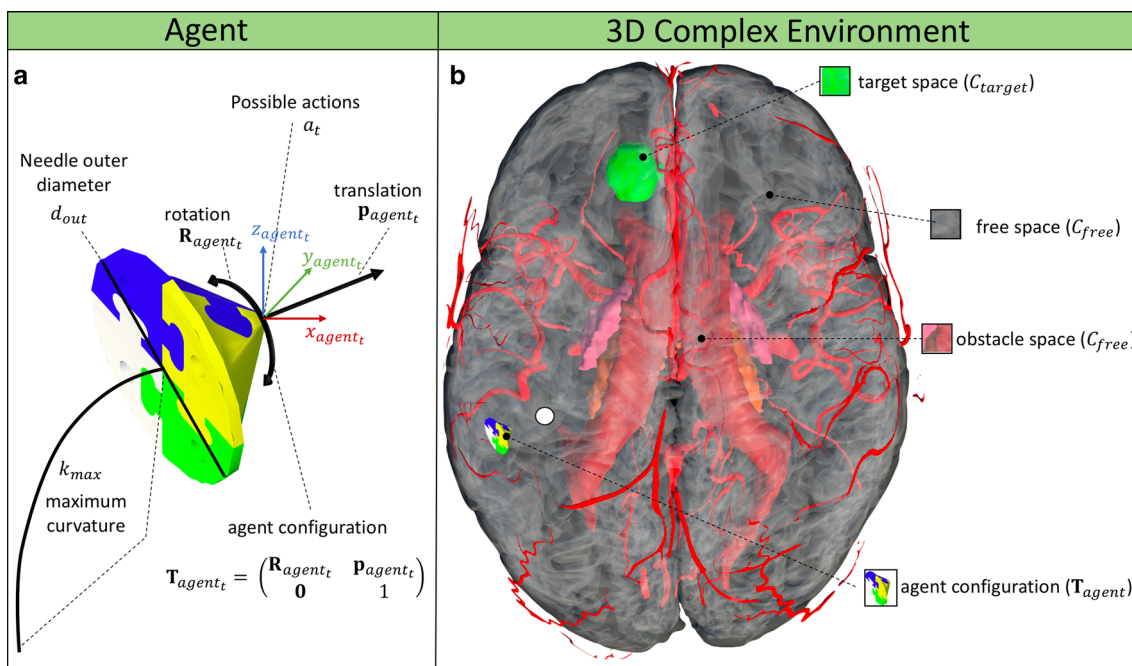 Agent
3D Complex Environment
a
Possible actions
a_t
Needle outer
diameter
d_out
rotation
R_agent_t
translation
p_agent_t
z_agent_t
y_agent_t
x_agent_t
k_max
maximum
curvature
agent configuration
T_agent_t = (R_agent_t p_agent_t
0 1)
b
target space (C_target)
free space (C_free)
obstacle space (C_free)
agent configuration (T_agent)